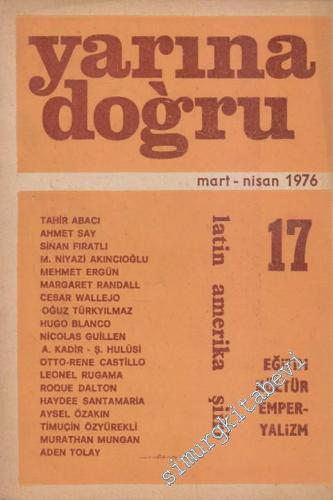 yarına
doğru
mart - nisan 1976
17
TAHİR ABACI
AHMET SAY
SİNAN FIRATLI
M. NİYAZİ AKINCIOĞLU
MEHMET ERGÜN
MARGARET RANDALL
CESAR WALLEJO
OĞUZ TÜRKYILMAZ
HUGO BLANCO
NICOLAS GUILLEN
A. KADİR - Ş. HULÛSİ
OTTO-RENE CASTILLO
LEONEL RUGAMA
ROQUE DALTON
HAYDEE SANTAMARIA
AYSEL ÖZAKIN
TİMUÇİN ÖZYÜREKLİ
MURATHAN MUNGAN
ADEN TOLAY
latin amerika
EĞİTİM
KÜLTÜR
EMPER-
YALİZM
simurgkitabevi